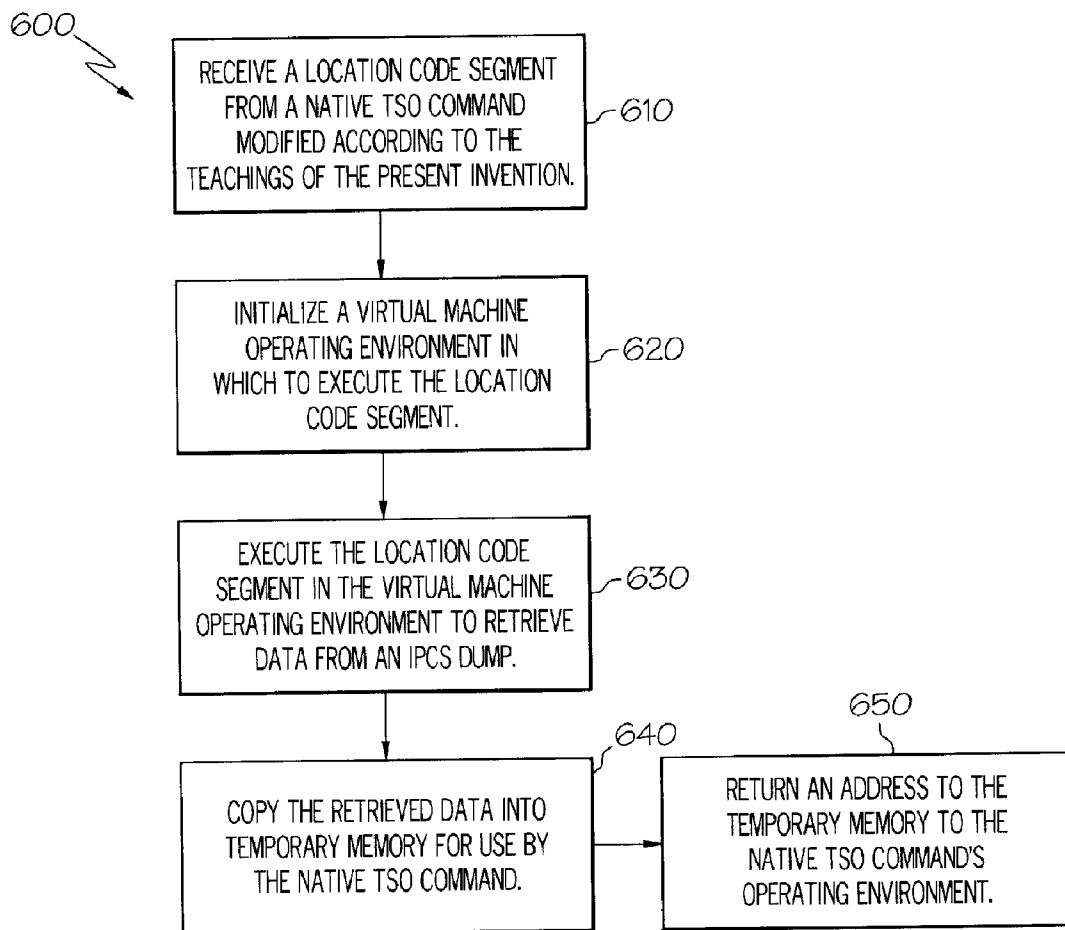 600
RECEIVE A LOCATION CODE SEGMENT
FROM A NATIVE TSO COMMAND
MODIFIED ACCORDING TO THE
TEACHINGS OF THE PRESENT INVENTION.
610
INITIALIZE A VIRTUAL MACHINE
OPERATING ENVIRONMENT IN
WHICH TO EXECUTE THE LOCATION
CODE SEGMENT.
620
EXECUTE THE LOCATION CODE
SEGMENT IN THE VIRTUAL MACHINE
OPERATING ENVIRONMENT TO RETRIEVE
DATA FROM AN IPCS DUMP.
630
640
COPY THE RETRIEVED DATA INTO
TEMPORARY MEMORY FOR USE BY
THE NATIVE TSO COMMAND.
650
RETURN AN ADDRESS TO THE
TEMPORARY MEMORY TO THE
NATIVE TSO COMMAND'S
OPERATING ENVIRONMENT.